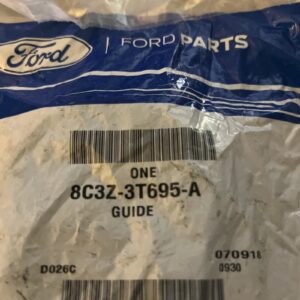 Ford | FORD PARTS
ONE
8C3Z-3T695-A
GUIDE
070918
D026C 0930